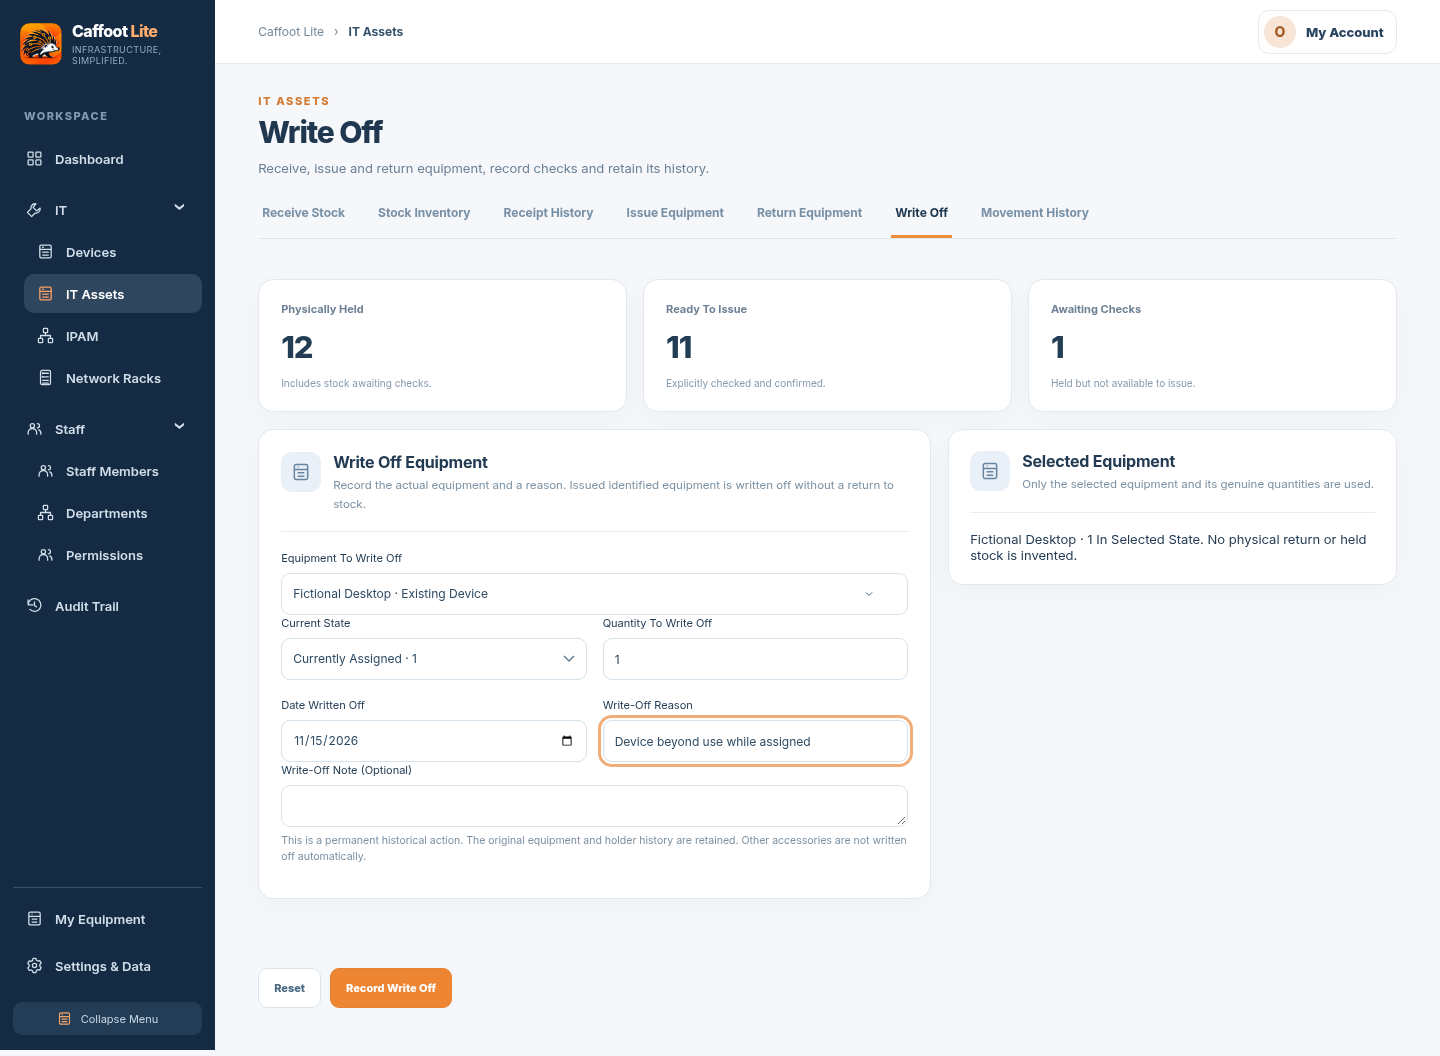 Caffoot Lite
INFRASTRUCTURE,
SIMPLIFIED.
WORKSPACE
Dashboard
IT
Devices
IT Assets
IPAM
Network Racks
Staff
Staff Members
Departments
Permissions
Audit Trail
My Equipment
Settings & Data
Collapse Menu
Caffoot Lite › IT Assets
O My Account
IT ASSETS
Write Off
Receive, issue and return equipment, record checks and retain its history.
Receive Stock Stock Inventory Receipt History Issue Equipment Return Equipment Write Off Movement History
Physically Held
12
Includes stock awaiting checks.
Ready To Issue
11
Explicitly checked and confirmed.
Awaiting Checks
1
Held but not available to issue.
Write Off Equipment
Record the actual equipment and a reason. Issued identified equipment is written off without a return to
stock.
Equipment To Write Off
Fictional Desktop · Existing Device
Current State
Currently Assigned · 1
Quantity To Write Off
1
Date Written Off
11/15/2026
Write-Off Reason
Device beyond use while assigned
Write-Off Note (Optional)
This is a permanent historical action. The original equipment and holder history are retained. Other accessories are not written
off automatically.
Selected Equipment
Only the selected equipment and its genuine quantities are used.
Fictional Desktop · 1 In Selected State. No physical return or held
stock is invented.
Reset
Record Write Off